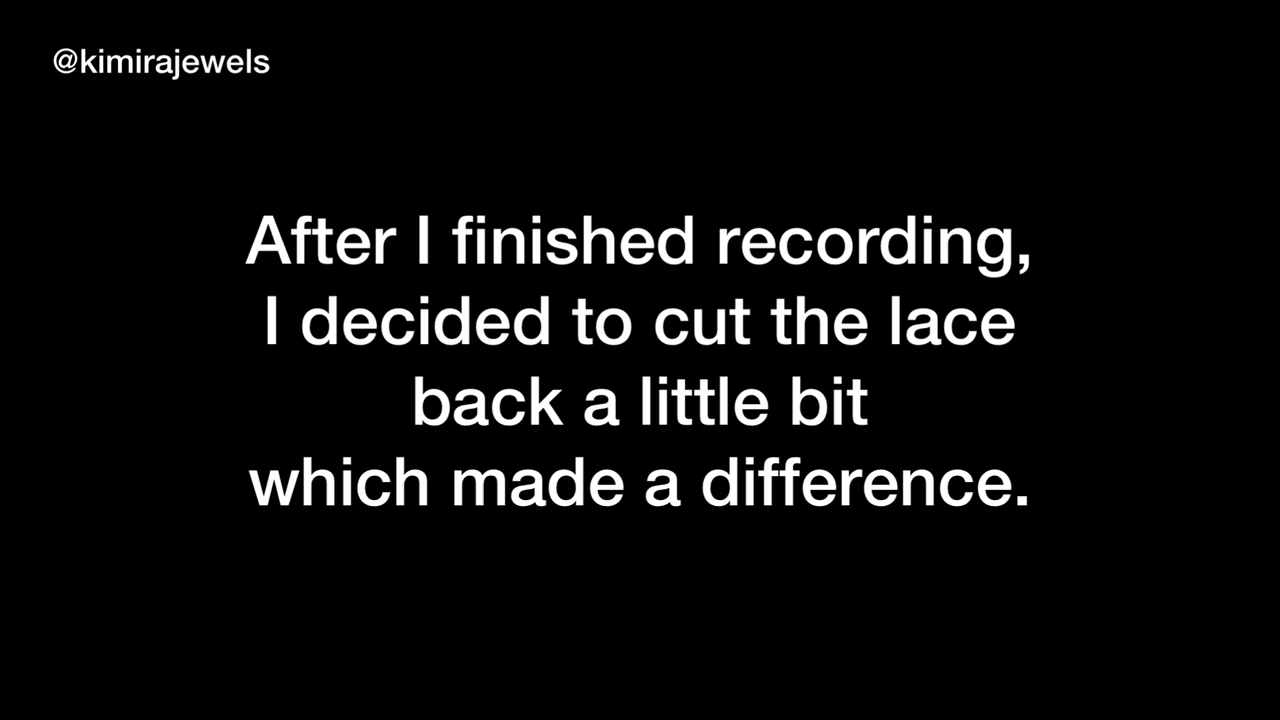 @kimirajewels
After I finished recording,
I decided to cut the lace
back a little bit
which made a difference.